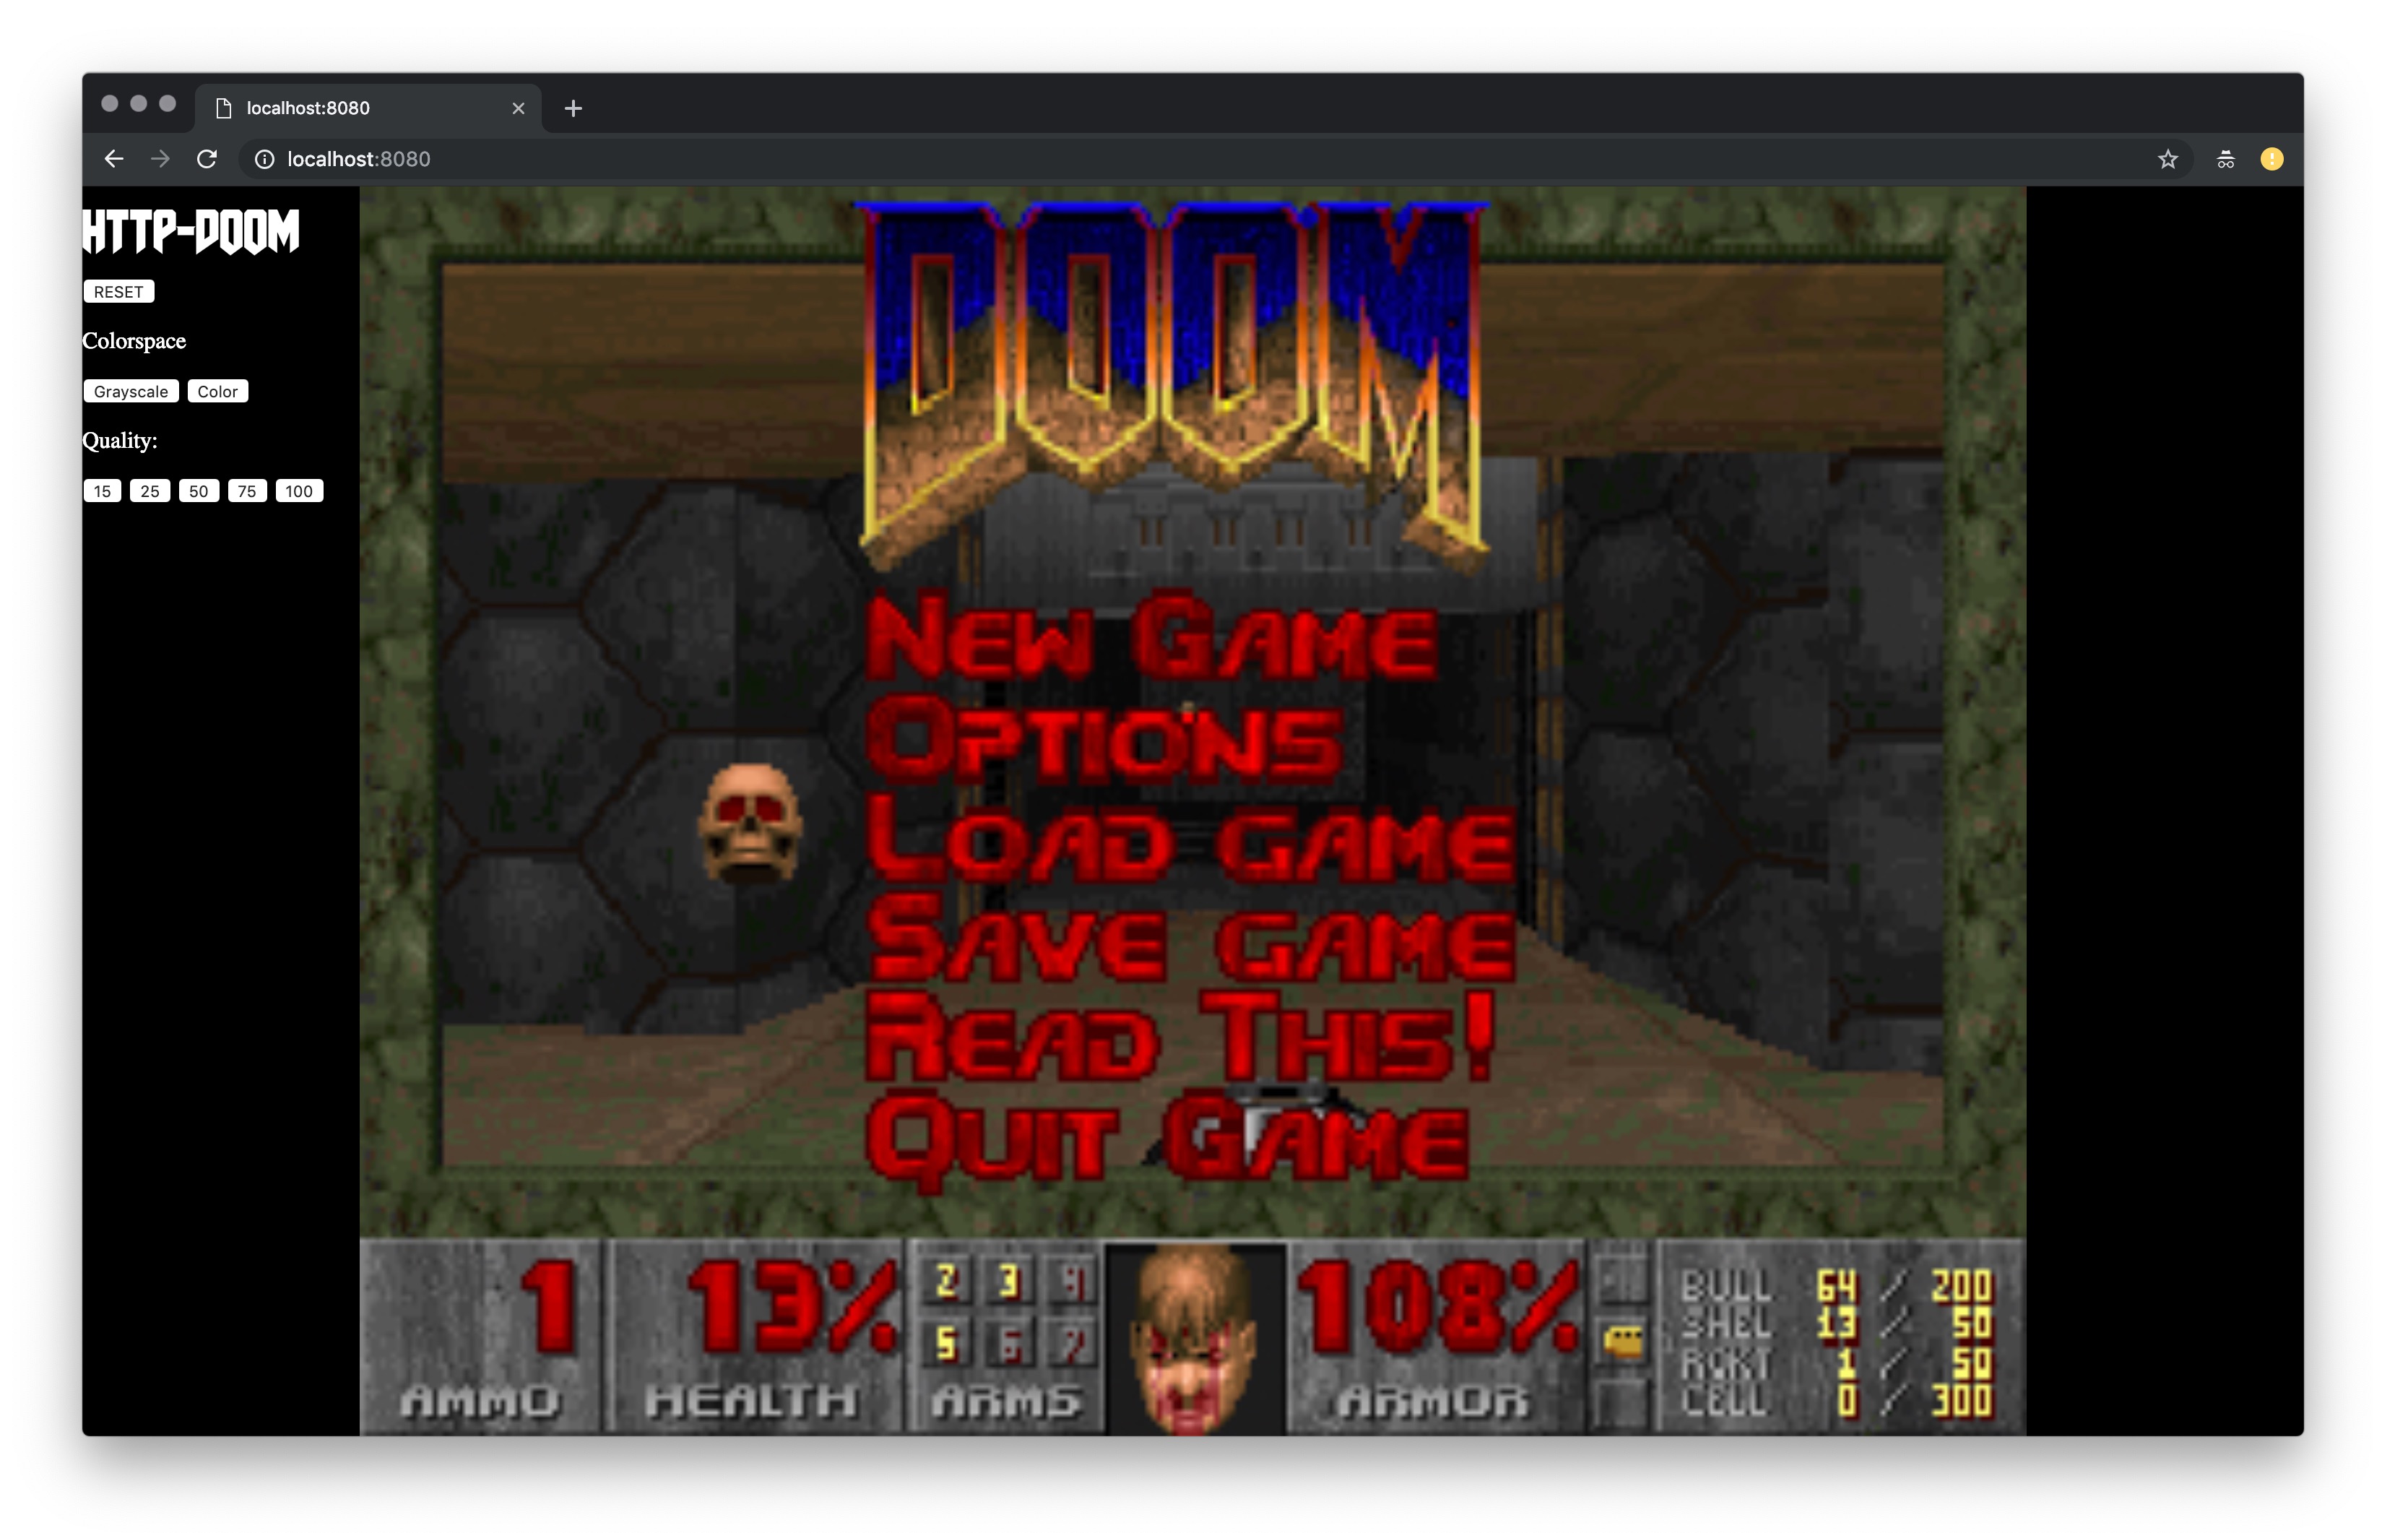 localhost:8080
localhost:8080
HTTP-DOOM
RESET
Colorspace
Grayscale Color
Quality:
15 25 50 75 100
DOOM
NEW GAME
OPTIONS
LOAD GAME
SAVE GAME
READ THIS!
QUIT GAME
1 13% 2 3 4 108%
5 6 7
AMMO HEALTH ARMS ARMOR
BULL 64 / 200
SHEL 13 / 50
RCKT 1 / 50
CELL 0 / 300